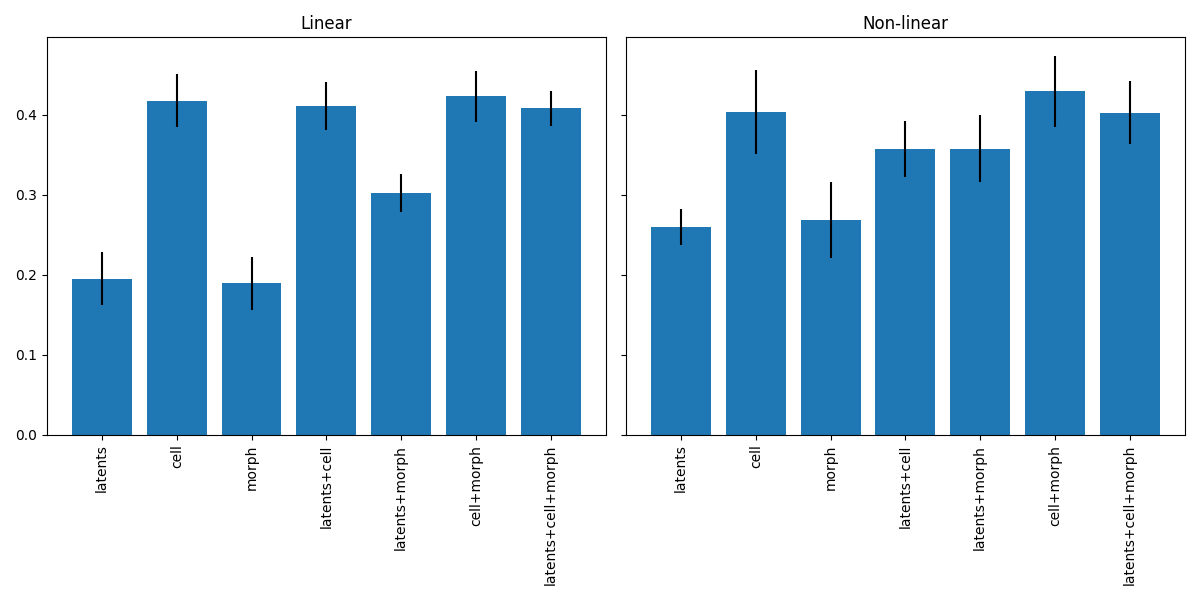 Linear
Non-linear
0.4
0.3
0.2
0.1
0.0
latents
cell
morph
latents+cell
latents+morph
cell+morph
latents+cell+morph
latents
cell
morph
latents+cell
latents+morph
cell+morph
latents+cell+morph